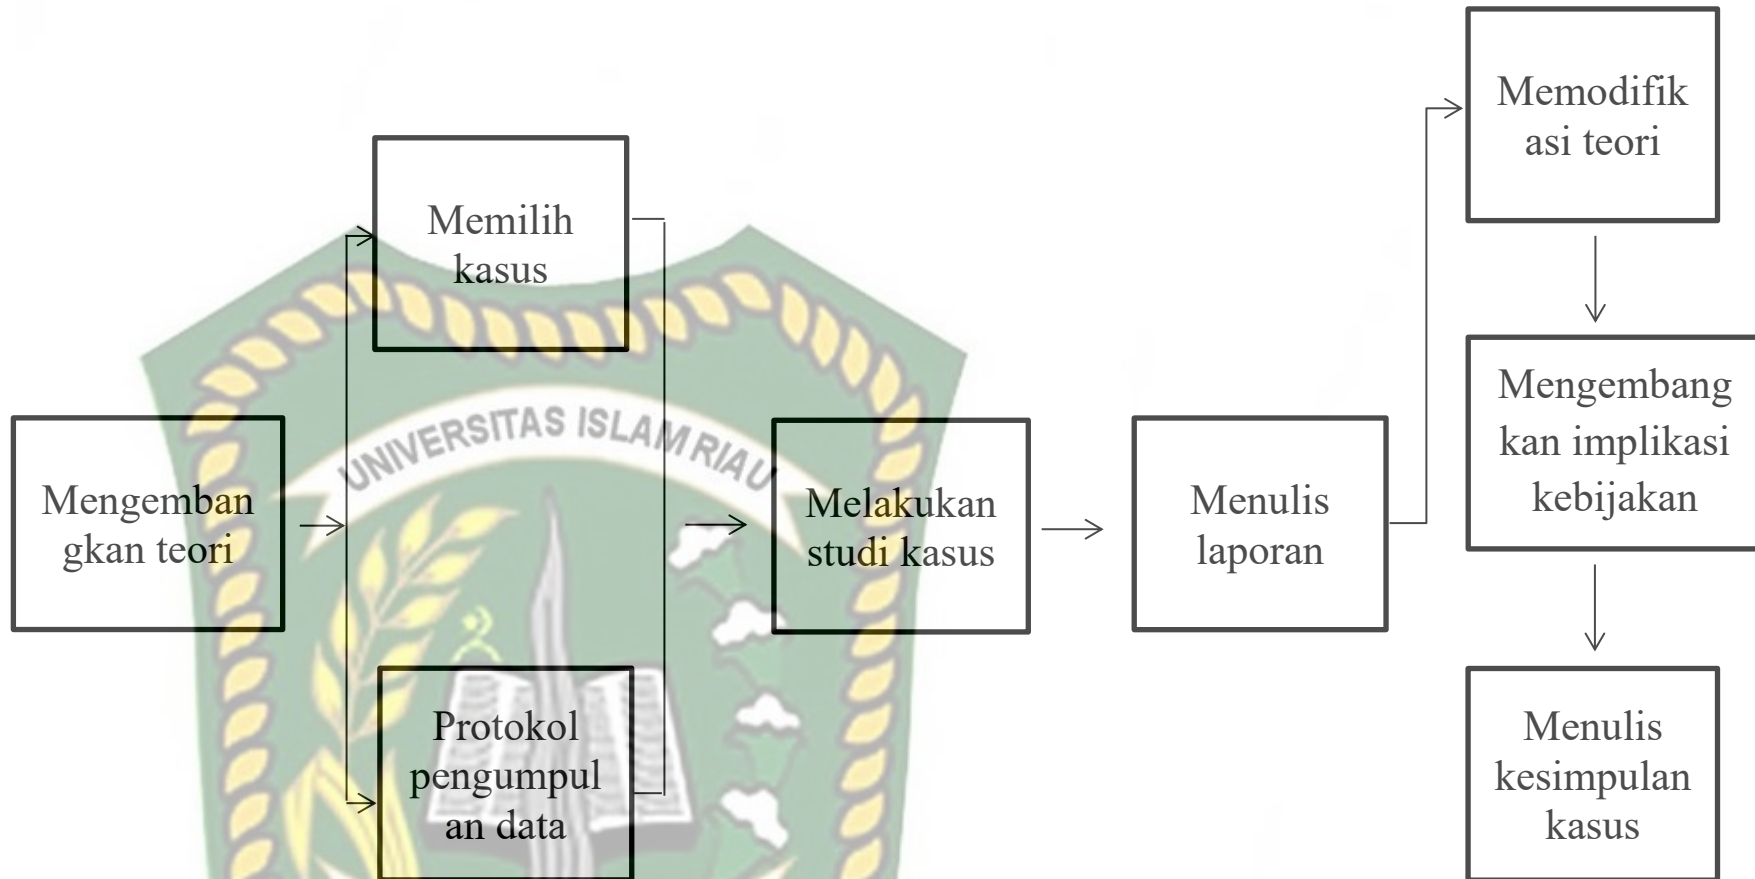 Mengemban
gkan teori
Memilih
kasus
Protokol
pengumpul
an data
UNIVERSITAS ISLAM RIAU
Melakukan
studi kasus
Menulis
laporan
Memodifik
asi teori
Mengembang
kan implikasi
kebijakan
Menulis
kesimpulan
kasus